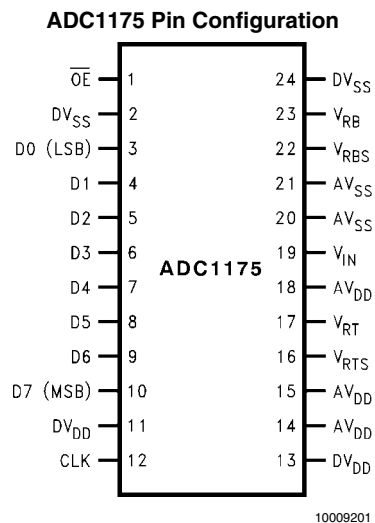 ADC1175 Pin Configuration
OE 1 24 DVSS
DVSS 2 23 VRB
D0 (LSB) 3 22 VRBS
D1 4 21 AVSS
D2 5 20 AVSS
D3 6 19 VIN
ADC1175
D4 7 18 AVDD
D5 8 17 VRT
D6 9 16 VRTS
D7 (MSB) 10 15 AVDD
DVDD 11 14 AVDD
CLK 12 13 DVDD
10009201